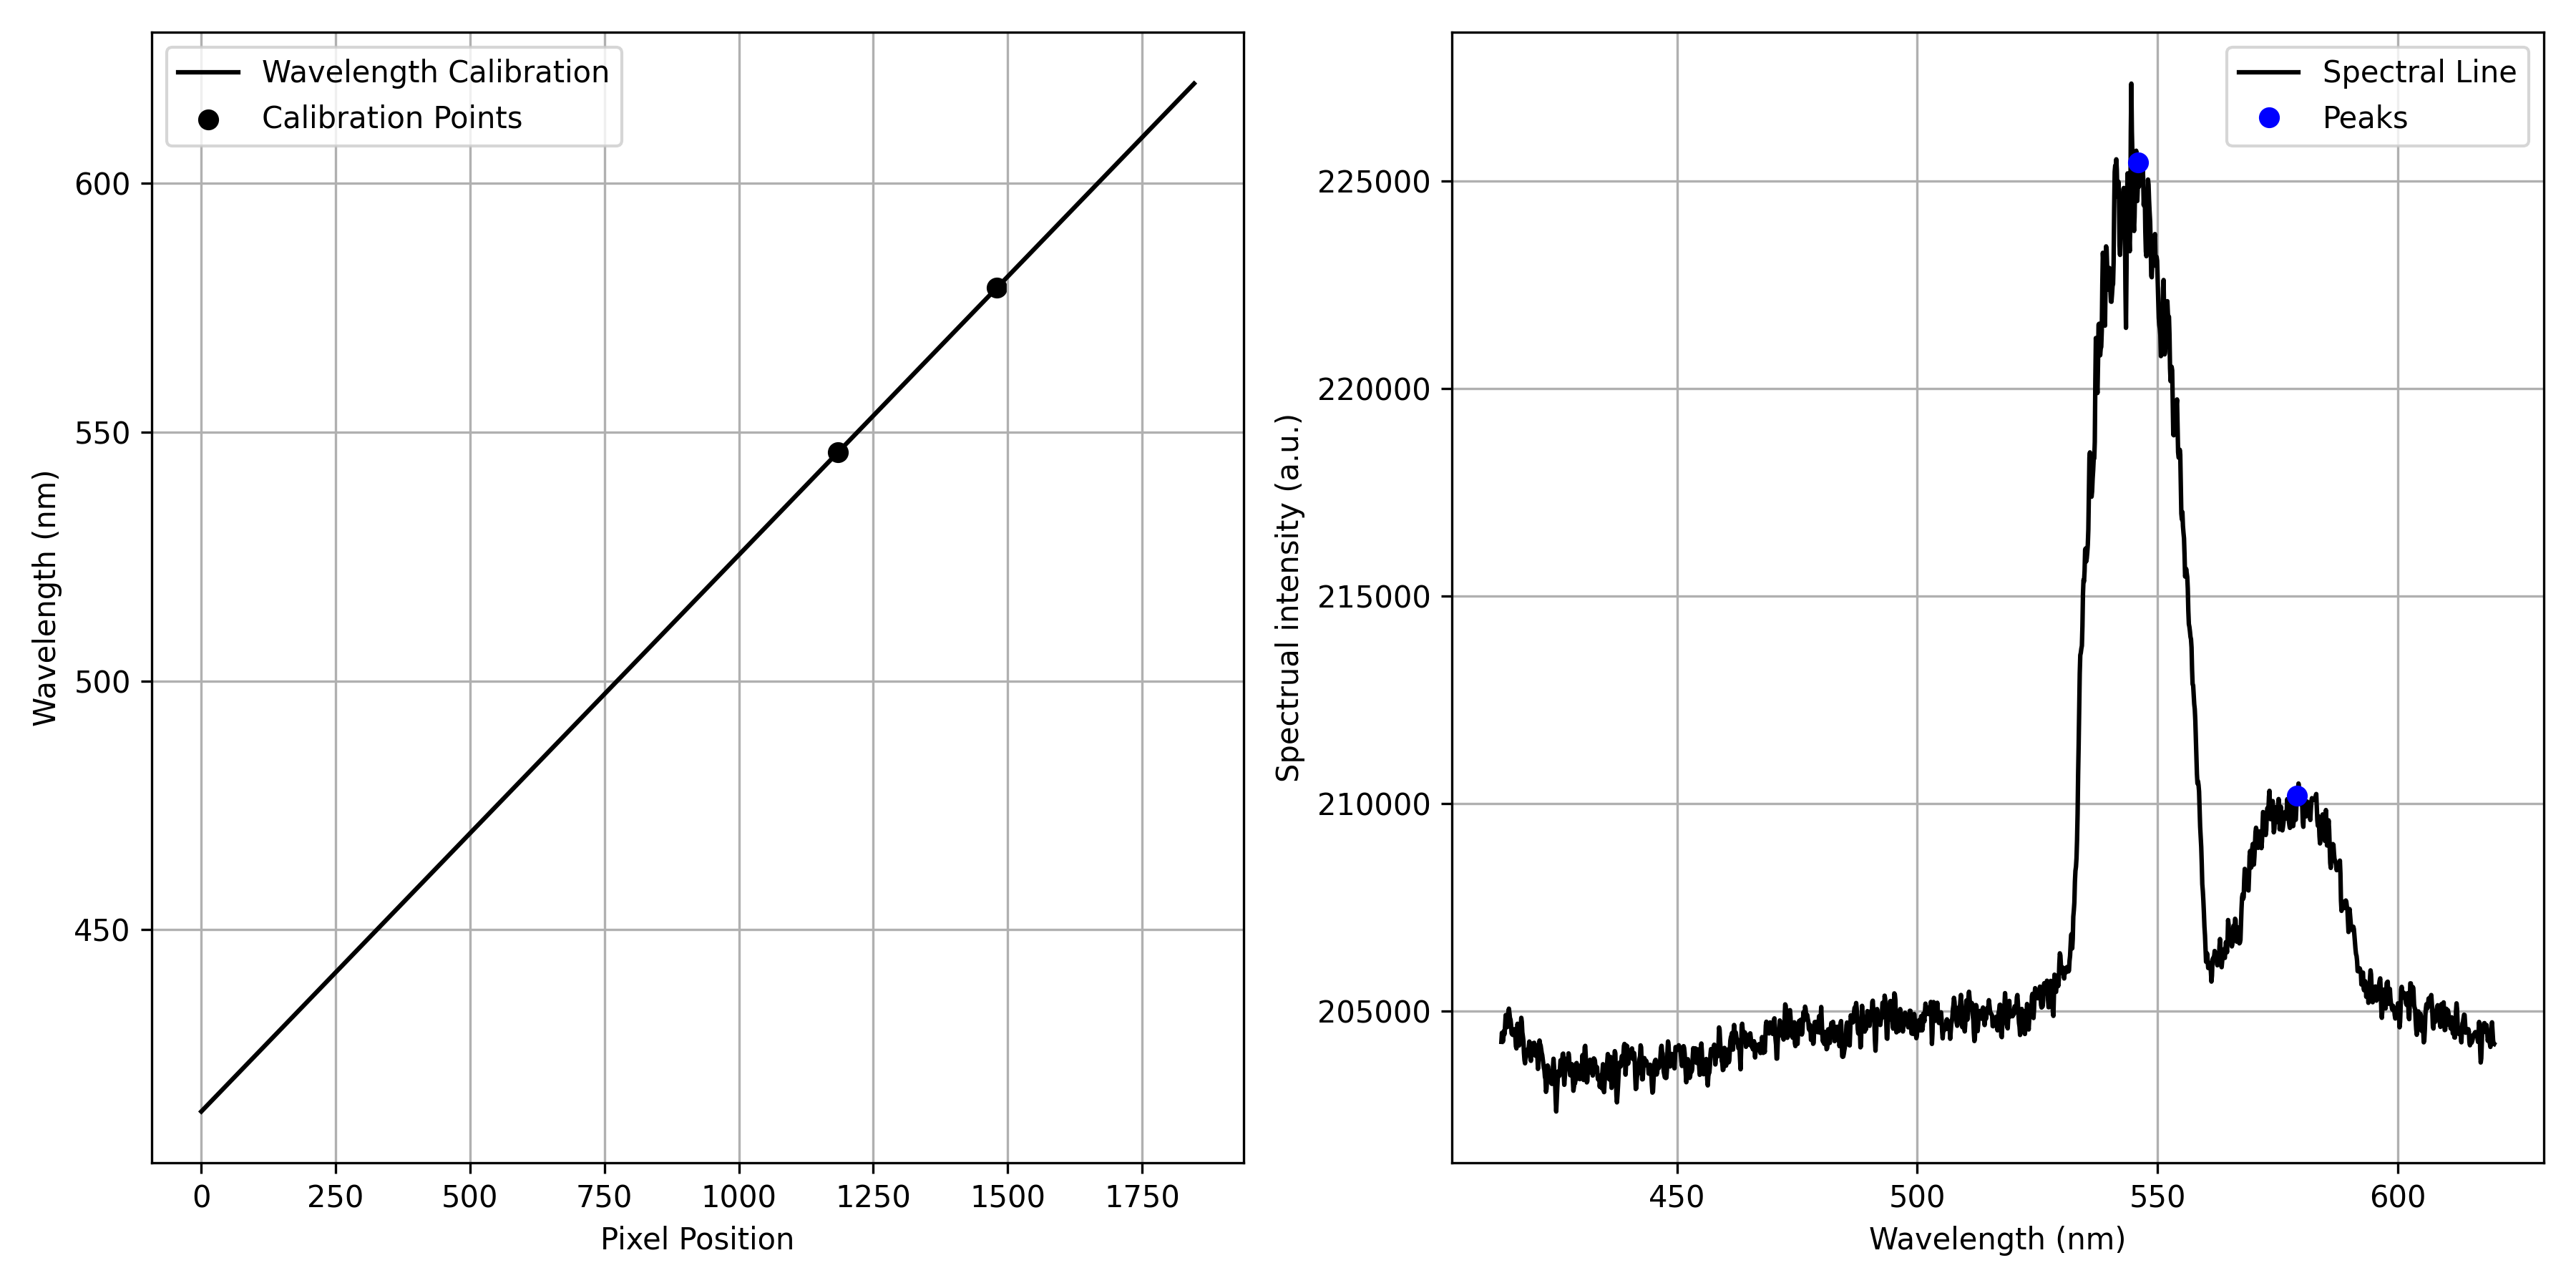 Wavelength Calibration
Calibration Points
600
550
500
450
Wavelength (nm)
0 250 500 750 1000 1250 1500 1750
Pixel Position
Spectral Line
Peaks
225000
220000
215000
210000
205000
Spectrual intensity (a.u.)
450 500 550 600
Wavelength (nm)